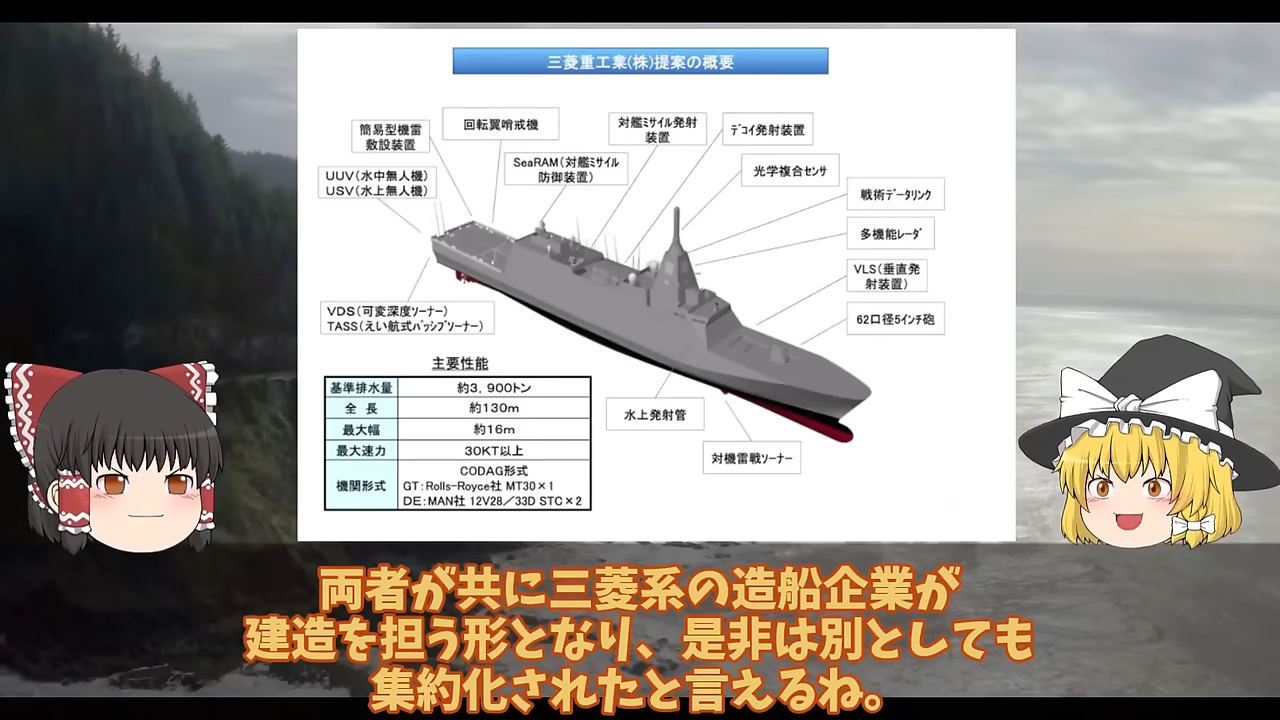 三菱重工業(株)提案の概要
簡易型機雷
敷設装置
回転翼哨戒機
対艦ﾐｻｲﾙ発射
装置
ﾃﾞｺｲ発射装置
UUV(水中無人機)
USV(水上無人機)
SeaRAM(対艦ﾐｻｲﾙ
防御装置)
光学複合ｾﾝｻ
戦術ﾃﾞｰﾀﾘﾝｸ
多機能ﾚｰﾀﾞ
VLS(垂直発
射装置)
62口径5ｲﾝﾁ砲
VDS(可変深度ｿｰﾅｰ)
TASS(えい航式ﾊﾟｯｼﾌﾞｿｰﾅｰ)
水上発射管
対機雷戦ｿｰﾅｰ
主要性能
基準排水量 約3，900トン
全 長 約130m
最大幅 約16m
最大速力 30KT以上
機関形式 CODAG形式
GT:Rolls-Royce社 MT30×1
DE:MAN社 12V28／33D STC×2
両者が共に三菱系の造船企業が
建造を担う形となり、是非は別としても
集約化されたと言えるね。